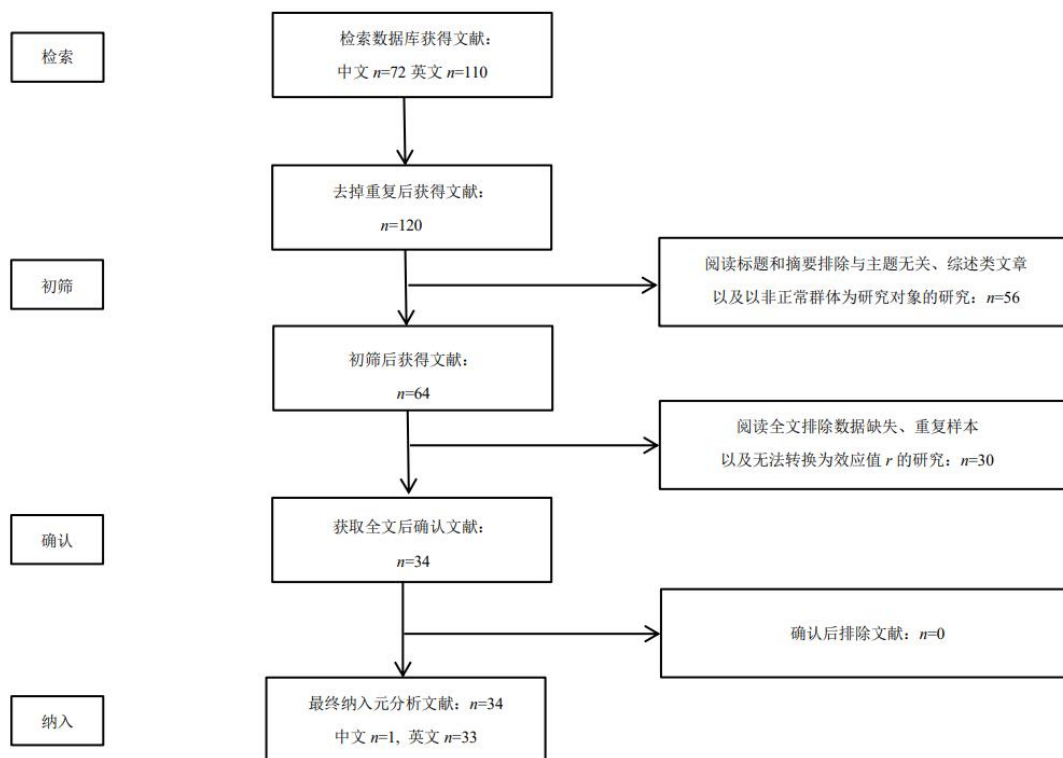 检索
检索数据库获得文献：
中文 n=72 英文 n=110
去掉重复后获得文献：
n=120
初筛
阅读标题和摘要排除与主题无关、综述类文章
以及以非正常群体为研究对象的研究：n=56
初筛后获得文献：
n=64
阅读全文排除数据缺失、重复样本
以及无法转换为效应值 r 的研究：n=30
确认
获取全文后确认文献：
n=34
确认后排除文献：n=0
纳入
最终纳入元分析文献：n=34
中文 n=1, 英文 n=33